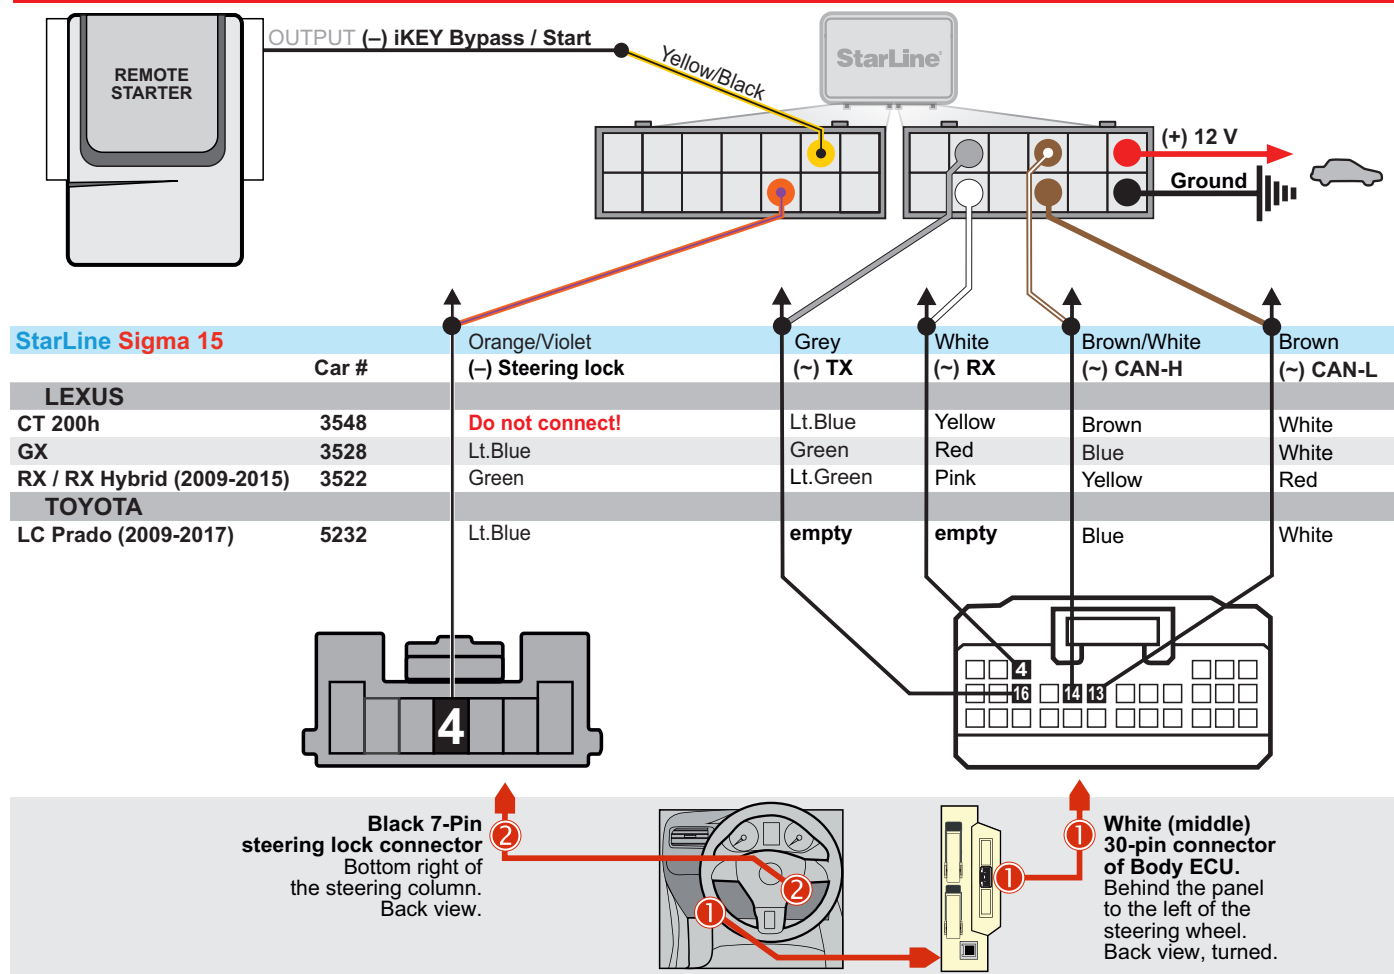 OUTPUT (–) iKEY Bypass / Start
REMOTE
STARTER
Yellow/Black
StarLine
(+) 12 V
Ground
StarLine Sigma 15 Orange/Violet Grey White Brown/White Brown
Car # (–) Steering lock (~) TX (~) RX (~) CAN-H (~) CAN-L
LEXUS
CT 200h 3548 Do not connect! Lt.Blue Yellow Brown White
GX 3528 Lt.Blue Green Red Blue White
RX / RX Hybrid (2009-2015) 3522 Green Lt.Green Pink Yellow Red
TOYOTA
LC Prado (2009-2017) 5232 Lt.Blue empty empty Blue White
4
4
16 14 13
Black 7-Pin
steering lock connector
Bottom right of
the steering column.
Back view.
2
2
1
1
1
White (middle)
30-pin connector
of Body ECU.
Behind the panel
to the left of the
steering wheel.
Back view, turned.